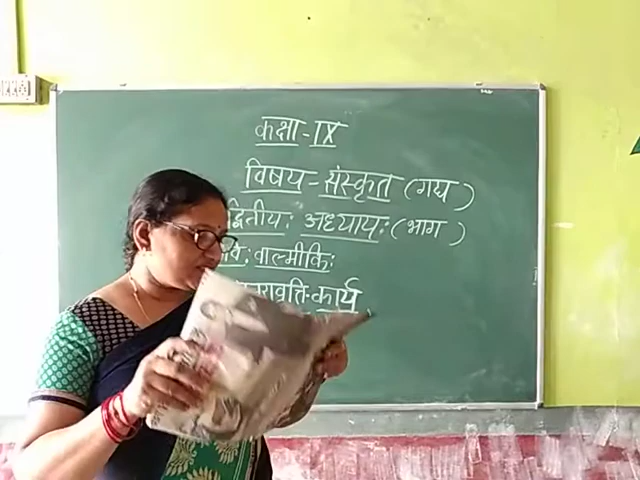 कक्षा - IX
विषय - संस्कृत (गद्य)
द्वितीयः अध्यायः (भाग )
वाल्मीकिः
कार्य